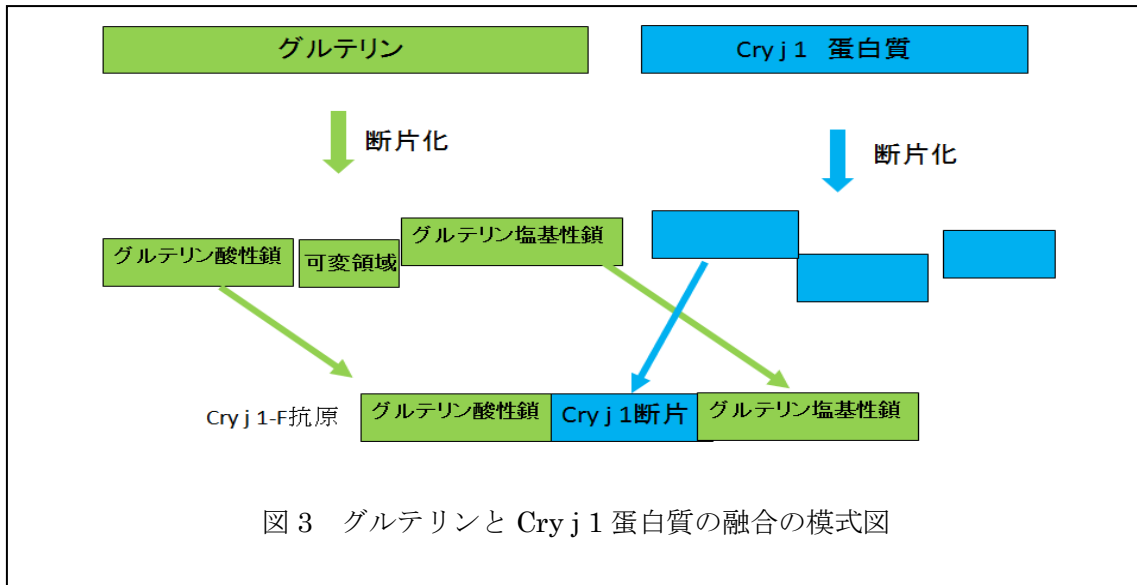 グルテリン
Cry j 1 蛋白質
断片化
断片化
グルテリン酸性鎖
可変領域
グルテリン塩基性鎖
Cry j 1-F抗原
グルテリン酸性鎖
Cry j 1断片
グルテリン塩基性鎖
図 3 グルテリンと Cry j 1 蛋白質の融合の模式図